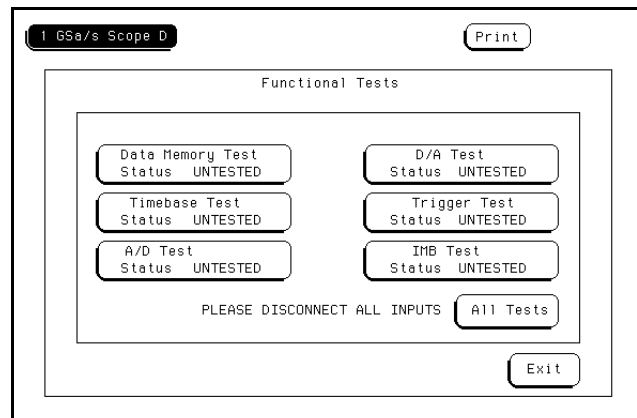 1 GSa/s Scope D
Print
Functional Tests
Data Memory Test
Status UNTESTED
D/A Test
Status UNTESTED
Timebase Test
Status UNTESTED
Trigger Test
Status UNTESTED
A/D Test
Status UNTESTED
IMB Test
Status UNTESTED
PLEASE DISCONNECT ALL INPUTS
All Tests
Exit